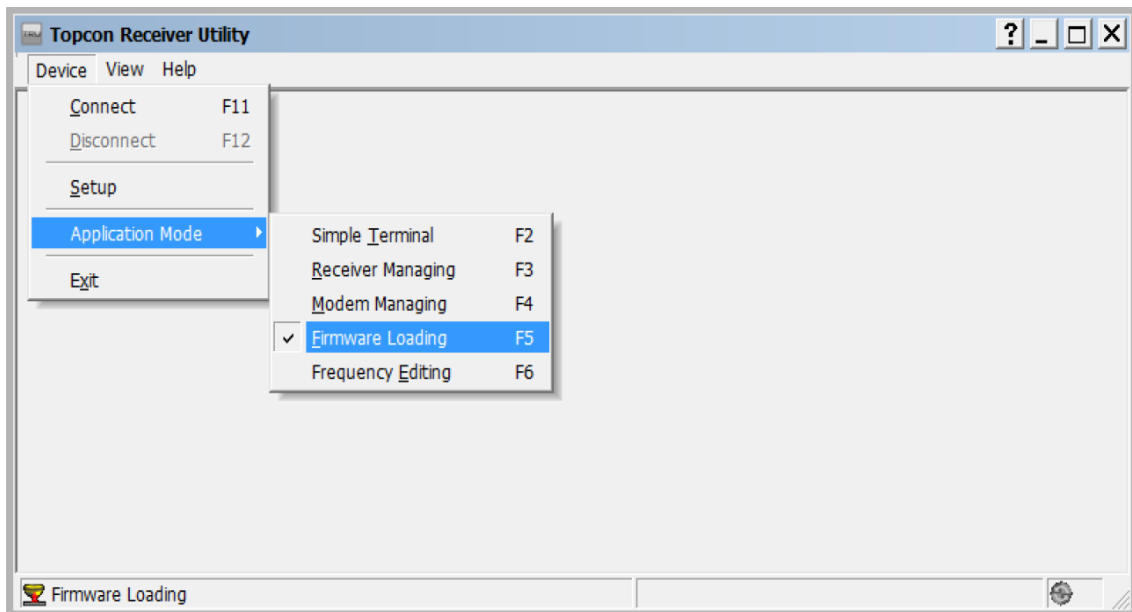 Topcon Receiver Utility
Device View Help
Connect F11
Disconnect F12
Setup
Application Mode
Exit
Simple Terminal F2
Receiver Managing F3
Modem Managing F4
Firmware Loading F5
Frequency Editing F6
Firmware Loading